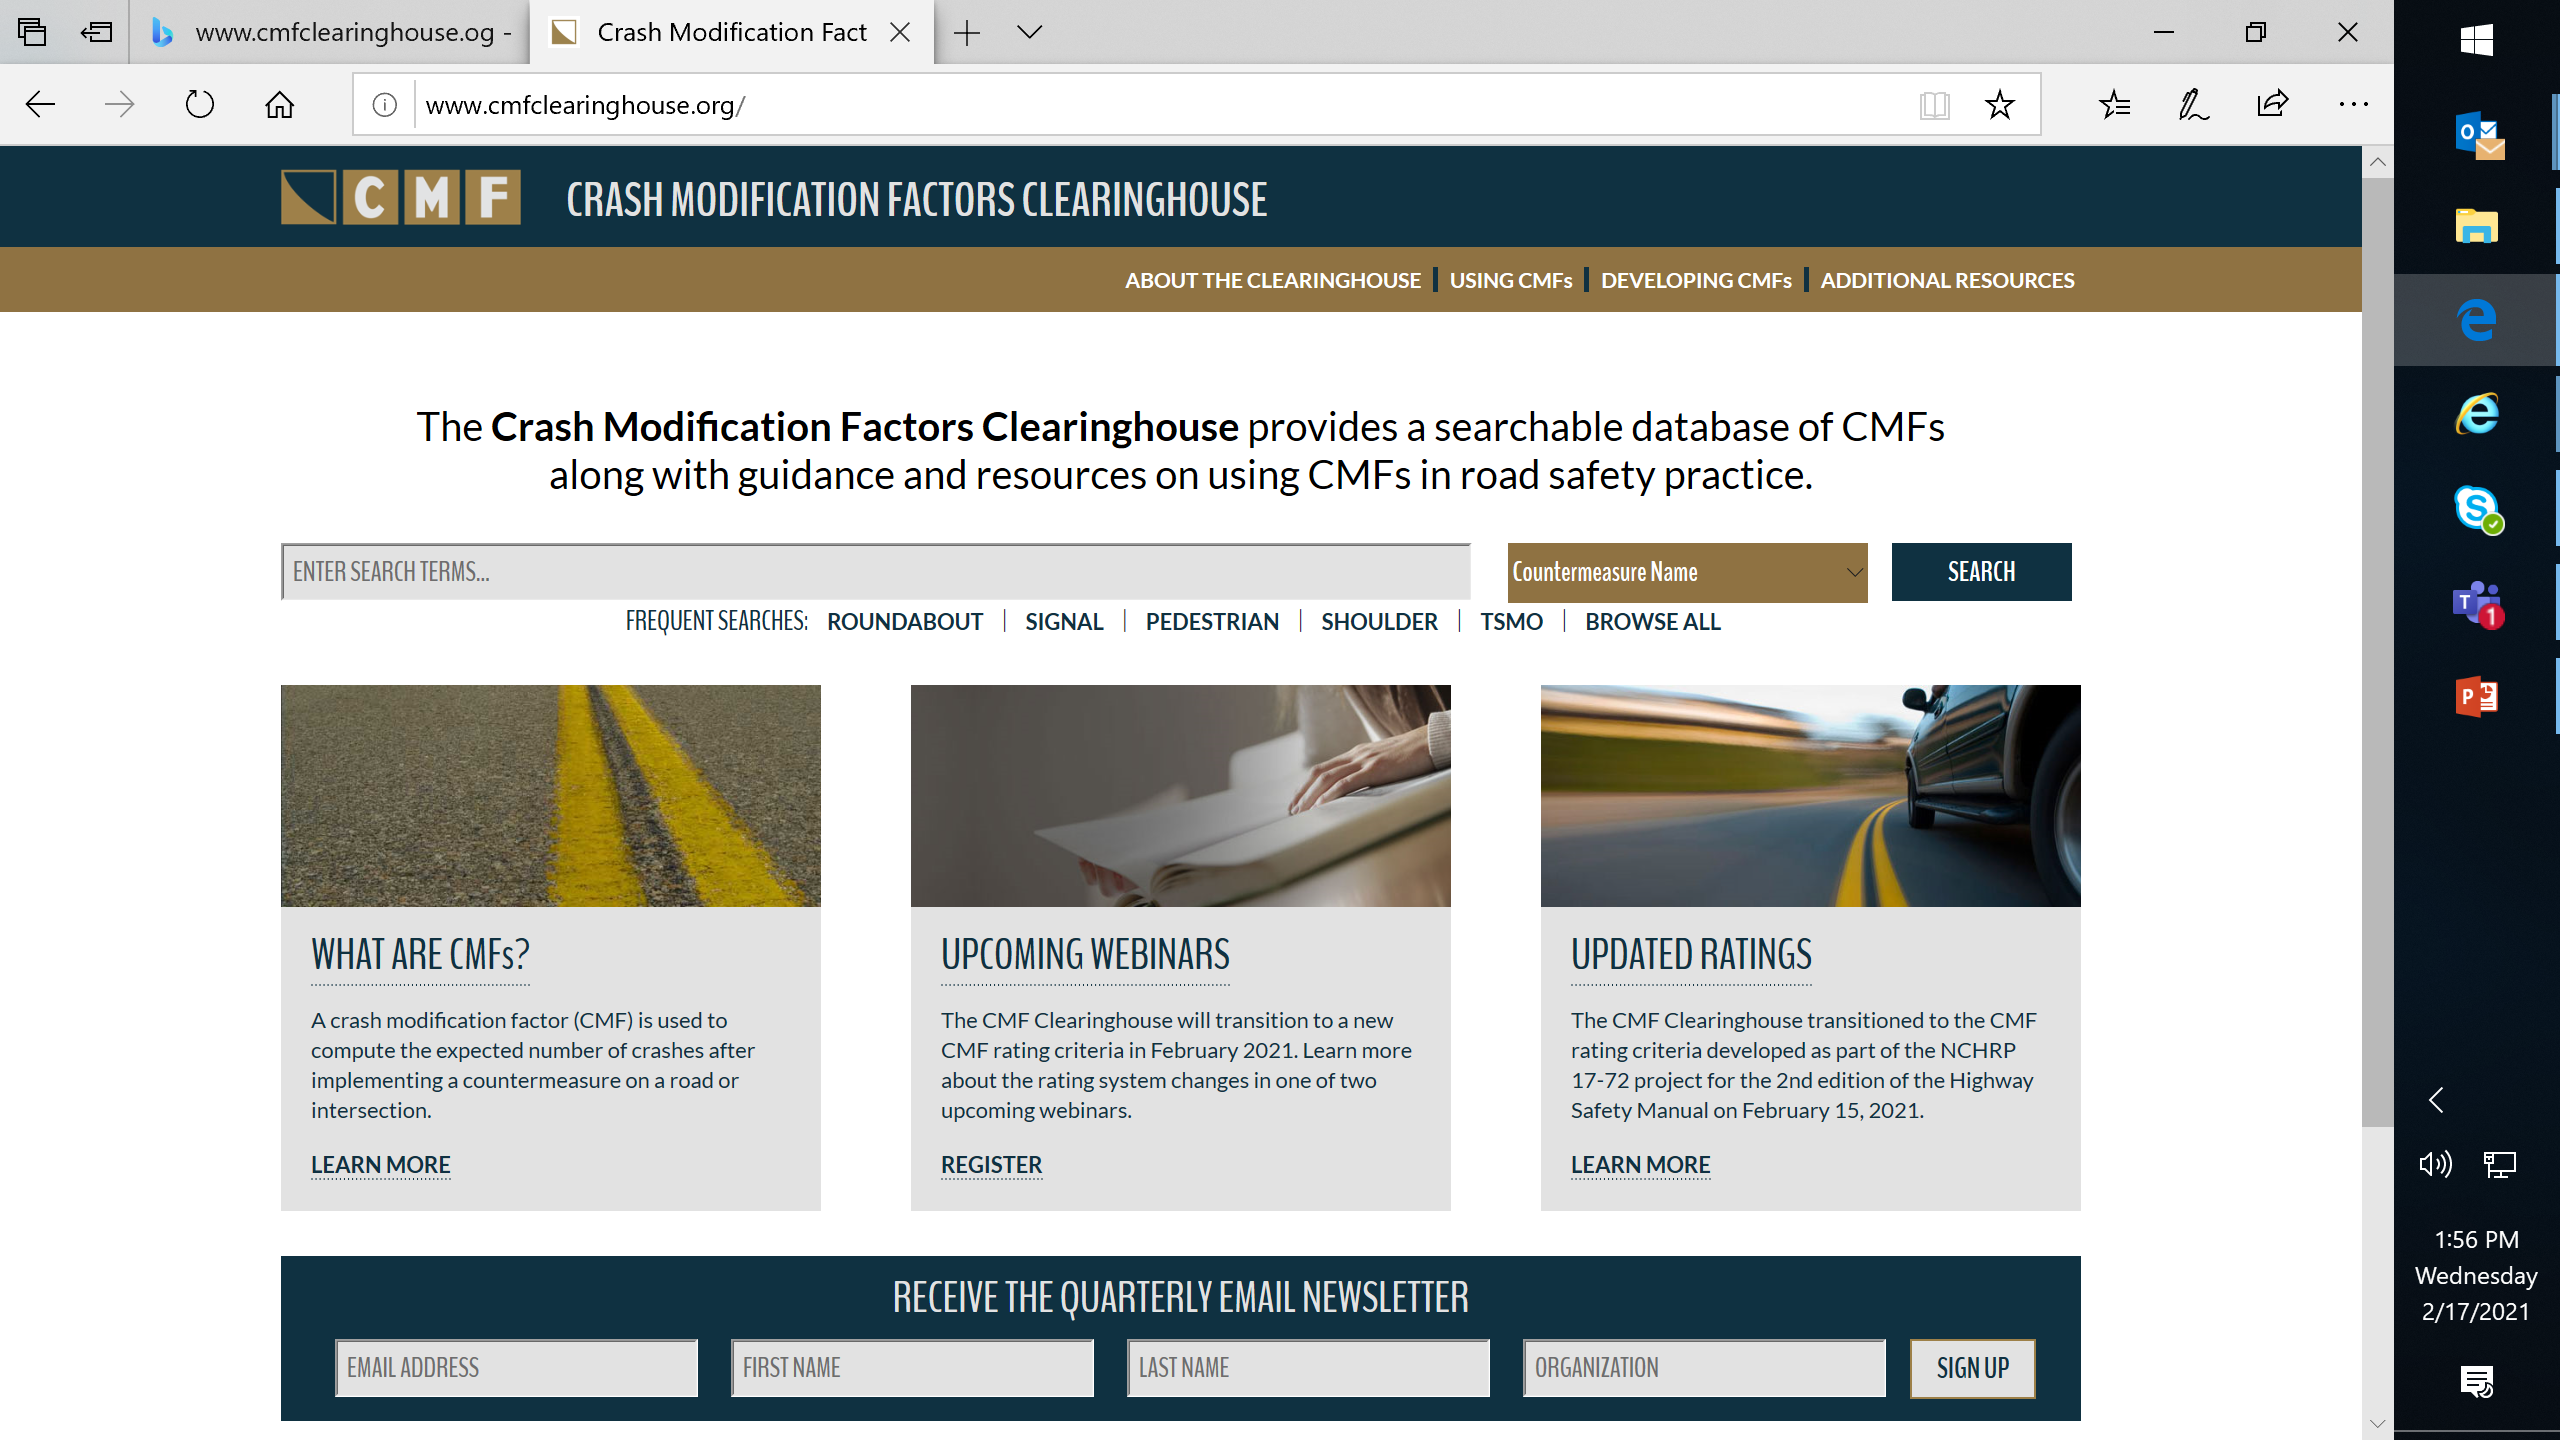 www.cmfclearinghouse.og -
Crash Modification Fact
www.cmfclearinghouse.org/
CMF
CRASH MODIFICATION FACTORS CLEARINGHOUSE
ABOUT THE CLEARINGHOUSE | USING CMFs | DEVELOPING CMFs | ADDITIONAL RESOURCES
The Crash Modification Factors Clearinghouse provides a searchable database of CMFs
along with guidance and resources on using CMFs in road safety practice.
ENTER SEARCH TERMS...
Countermeasure Name
SEARCH
FREQUENT SEARCHES: ROUNDABOUT | SIGNAL | PEDESTRIAN | SHOULDER | TSMO | BROWSE ALL
WHAT ARE CMFs?
A crash modification factor (CMF) is used to
compute the expected number of crashes after
implementing a countermeasure on a road or
intersection.
LEARN MORE
UPCOMING WEBINARS
The CMF Clearinghouse will transition to a new
CMF rating criteria in February 2021. Learn more
about the rating system changes in one of two
upcoming webinars.
REGISTER
UPDATED RATINGS
The CMF Clearinghouse transitioned to the CMF
rating criteria developed as part of the NCHRP
17-72 project for the 2nd edition of the Highway
Safety Manual on February 15, 2021.
LEARN MORE
RECEIVE THE QUARTERLY EMAIL NEWSLETTER
EMAIL ADDRESS
FIRST NAME
LAST NAME
ORGANIZATION
SIGN UP
1:56 PM
Wednesday
2/17/2021